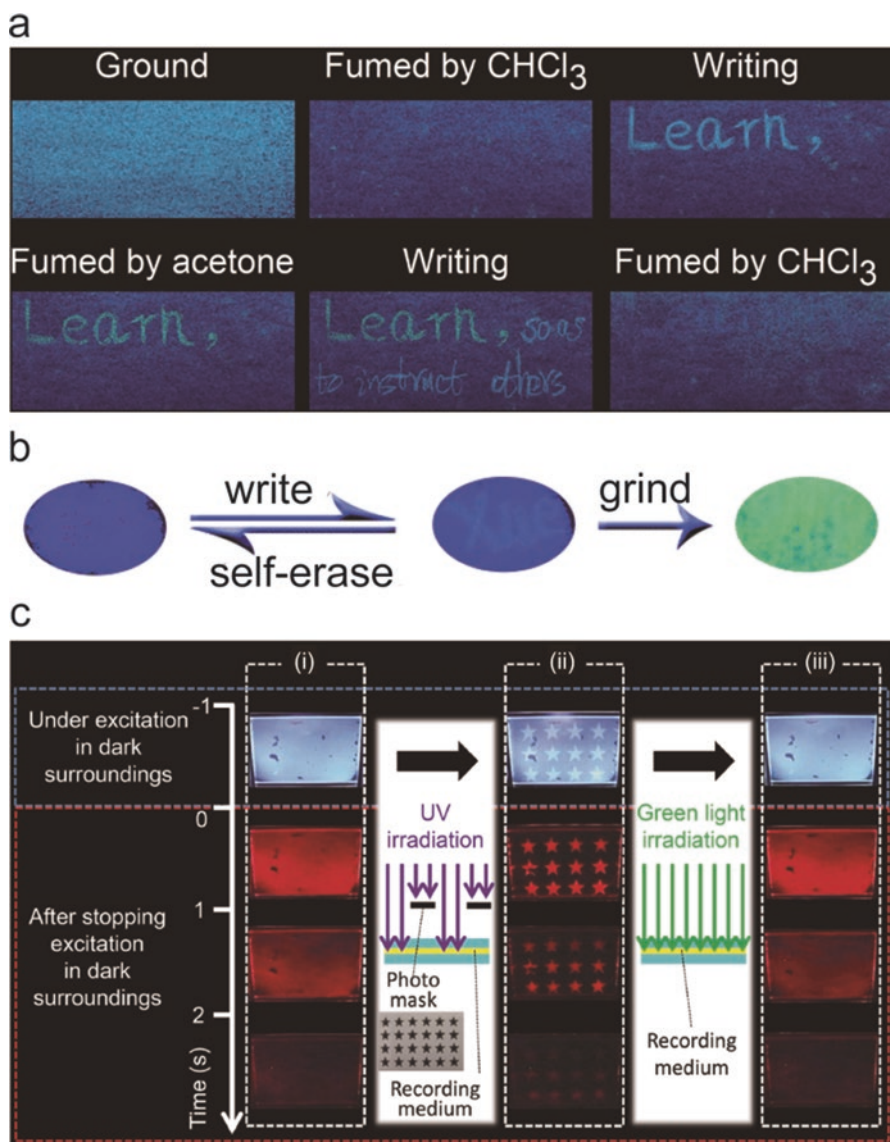 a
Ground
Fumed by CHCl3
Writing
Learn,
Fumed by acetone
Writing
Fumed by CHCl3
Learn,
Learn, so as
to instruct others
b
write
self-erase
grind
c
(i)
(ii)
(iii)
-1
Under excitation
in dark
surroundings
0
UV
irradiation
Green light
irradiation
1
After stopping
excitation
in dark
surroundings
Photo
mask
2
Recording
medium
Recording
medium
Time (s)